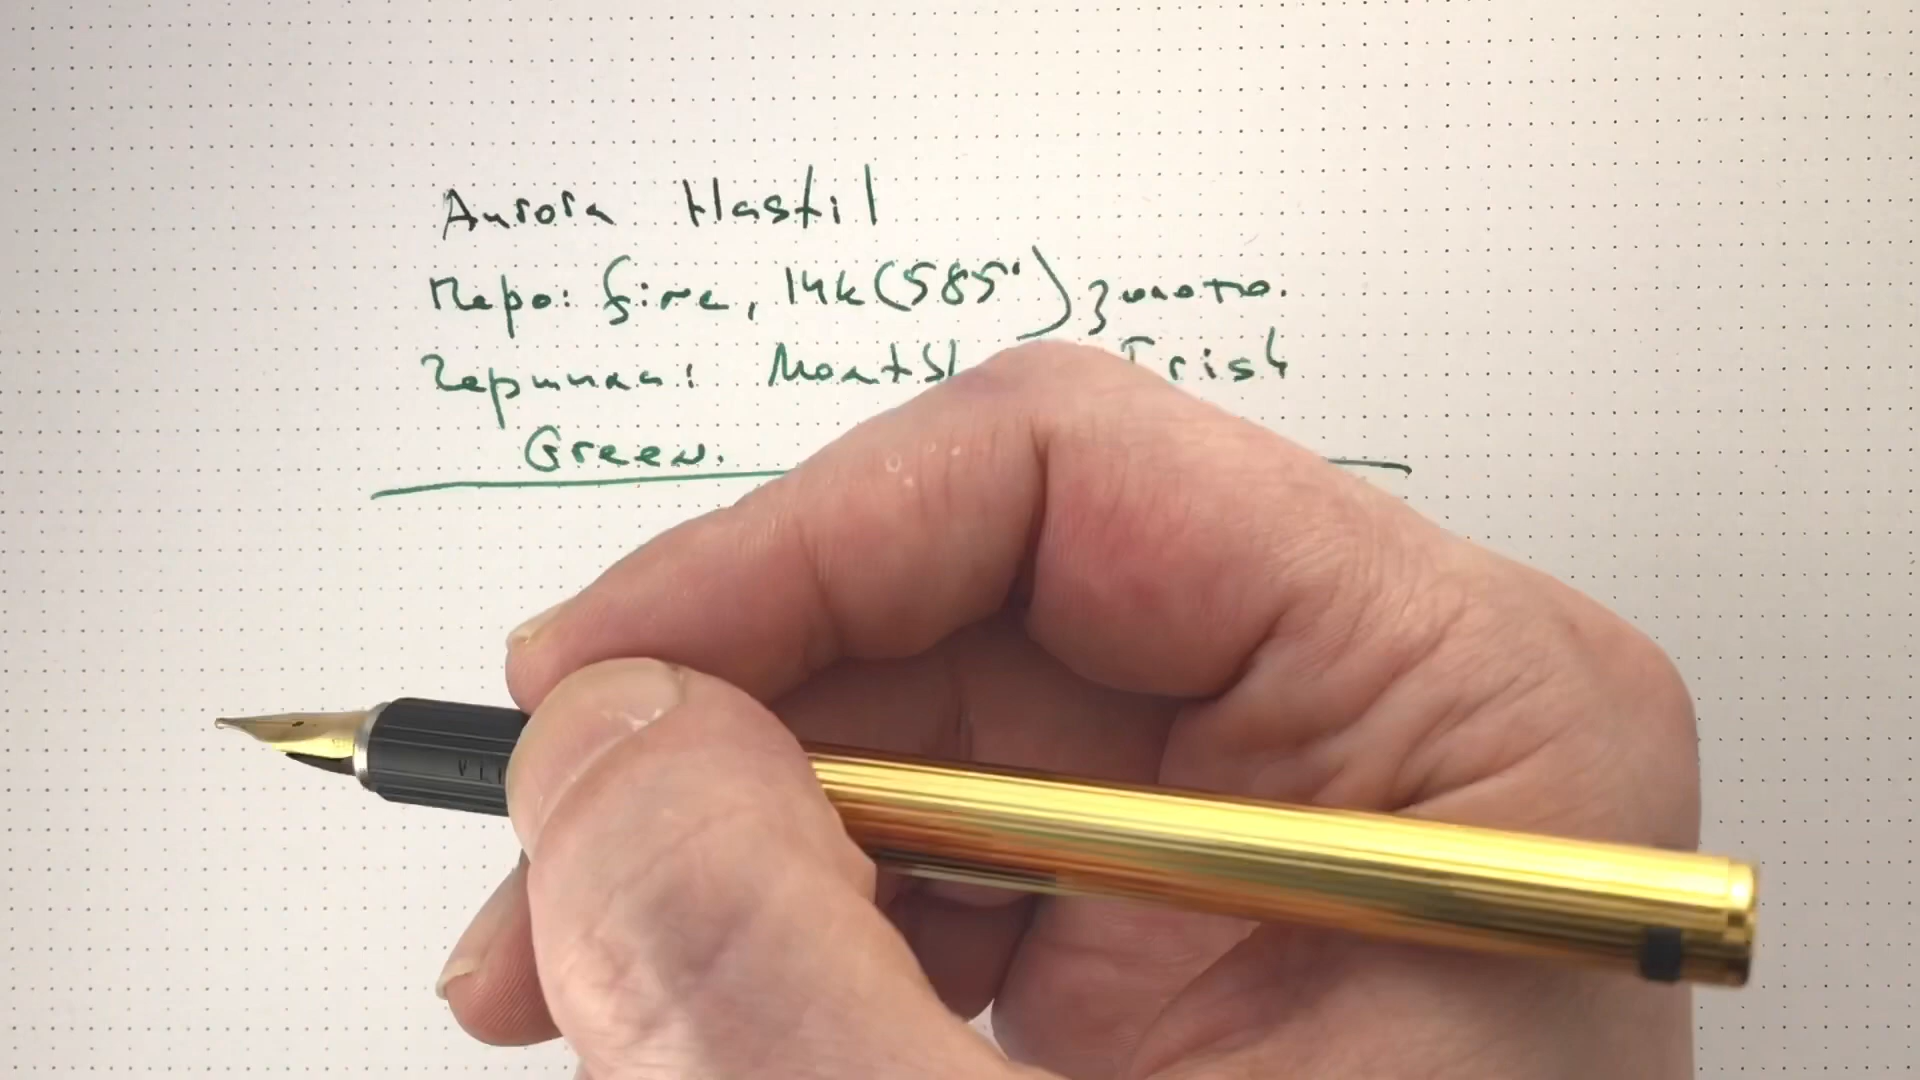 Aurora Hastil
Перо: fine, 14k (585°) золото.
Чернила: Irish
Green.